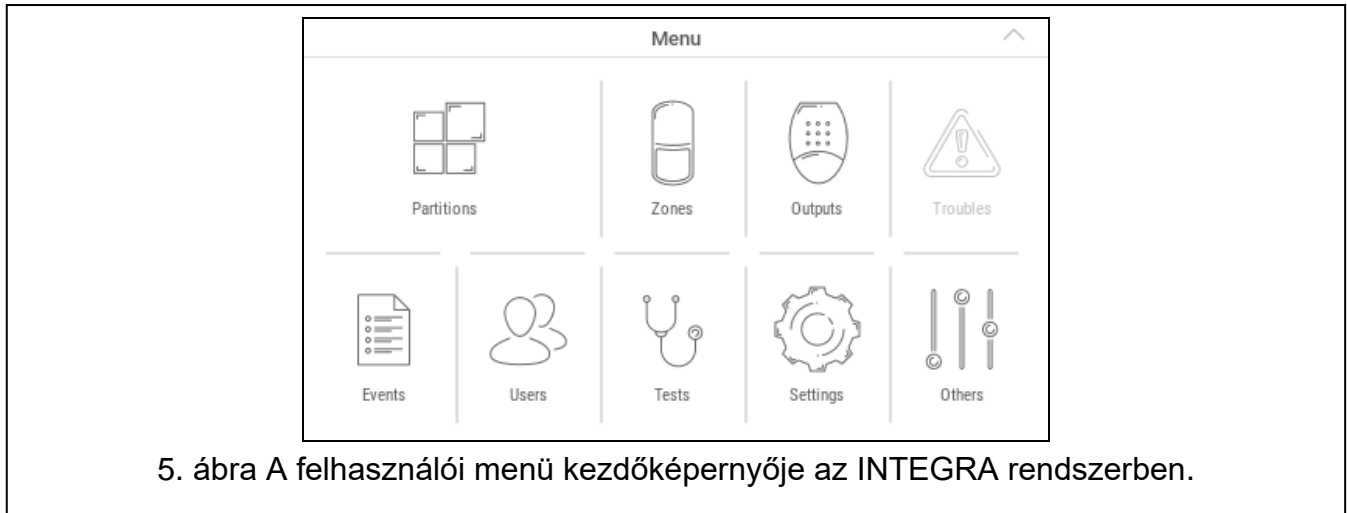 Menu
Partitions
Zones
Outputs
Troubles
Events
Users
Tests
Settings
Others
5. ábra A felhasználói menü kezdőképernyője az INTEGRA rendszerben.